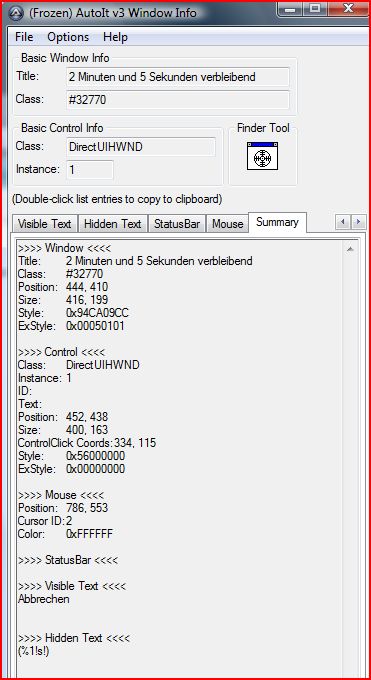 (Frozen) AutoIt v3 Window Info
File Options Help
Basic Window Info
Title: 2 Minuten und 5 Sekunden verbleibend
Class: #32770
Basic Control Info
Finder Tool
Class: DirectUIHWND
Instance: 1
(Double-click list entries to copy to clipboard)
Visible Text Hidden Text StatusBar Mouse Summary
>>>> Window <<<<
Title: 2 Minuten und 5 Sekunden verbleibend
Class: #32770
Position: 444, 410
Size: 416, 199
Style: 0x94CA09CC
ExStyle: 0x00050101
>>>> Control <<<<
Class: DirectUIHWND
Instance: 1
ID:
Text:
Position: 452, 438
Size: 400, 163
ControlClick Coords: 334, 115
Style: 0x56000000
ExStyle: 0x00000000
>>>> Mouse <<<<
Position: 786, 553
Cursor ID: 2
Color: 0xFFFFFF
>>>> StatusBar <<<<
>>>> Visible Text <<<<
Abbrechen
>>>> Hidden Text <<<<
(%1!s!)